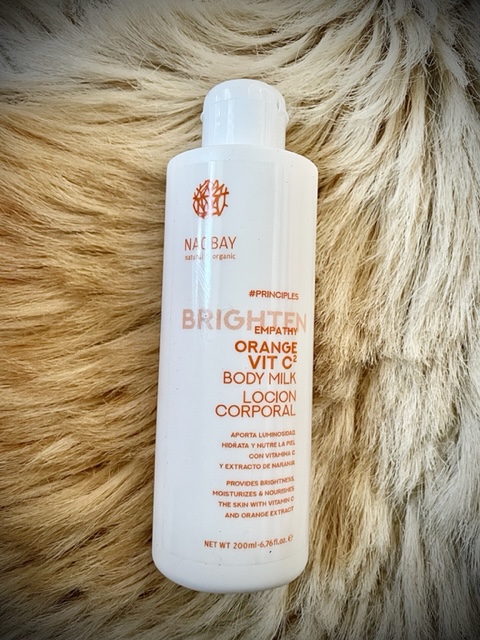 NAOBAY
natural & organic
#PRINCIPLES
BRIGHTEN
EMPATHY
ORANGE
VIT C²
BODY MILK
LOCION
CORPORAL
APORTA LUMINOSIDAD,
HIDRATA Y NUTRE LA PIEL
CON VITAMINA C
Y EXTRACTO DE NARANJA
PROVIDES BRIGHTNESS,
MOISTURIZES & NOURISHES
THE SKIN WITH VITAMIN C
AND ORANGE EXTRACT
NET WT 200ml-6.76fl.oz. ℮